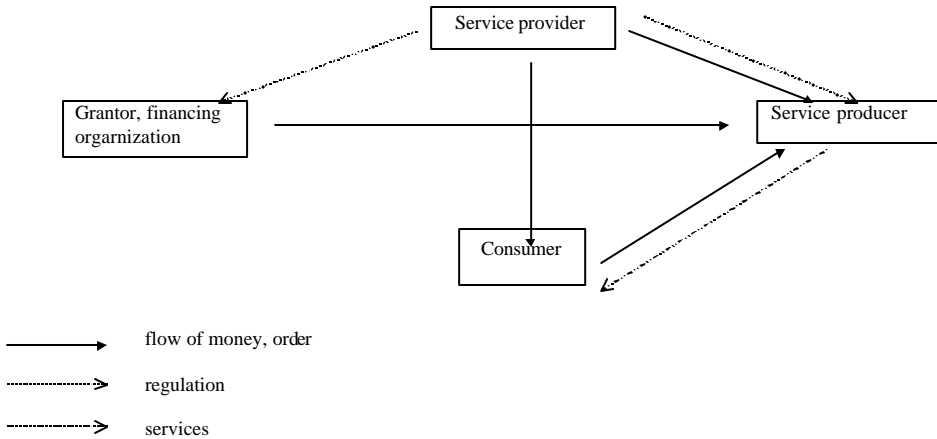 Service provider
Grantor, financing
orgarnization
Service producer
Consumer
flow of money, order
regulation
services